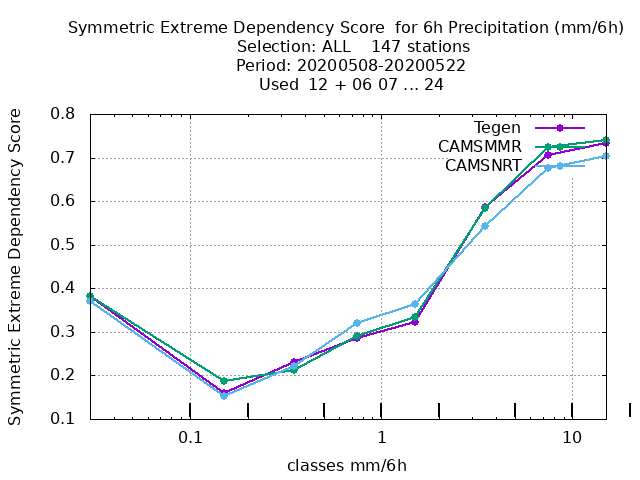 Symmetric Extreme Dependency Score  for 6h Precipitation (mm/6h)
Selection: ALL    147 stations
Period: 20200508-20200522
Used  12 + 06 07 ... 24
Symmetric Extreme Dependency Score
0.8
0.7
0.6
0.5
0.4
0.3
0.2
0.1
Tegen
CAMSMMR
CAMSNRT
0.1
1
10
classes mm/6h